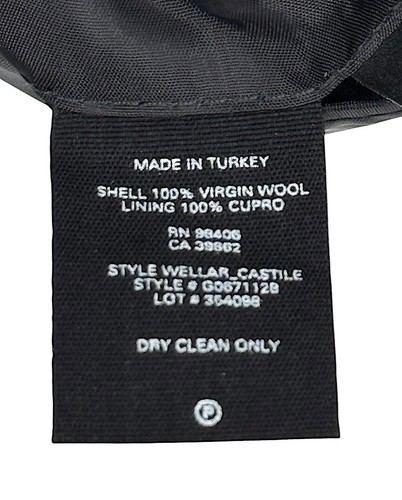 MADE IN TURKEY
SHELL 100% VIRGIN WOOL
LINING 100% CUPRO
RN 98406
CA 39862
STYLE WELLAR_CASTILE
STYLE # G0671128
LOT # 354098
DRY CLEAN ONLY
P